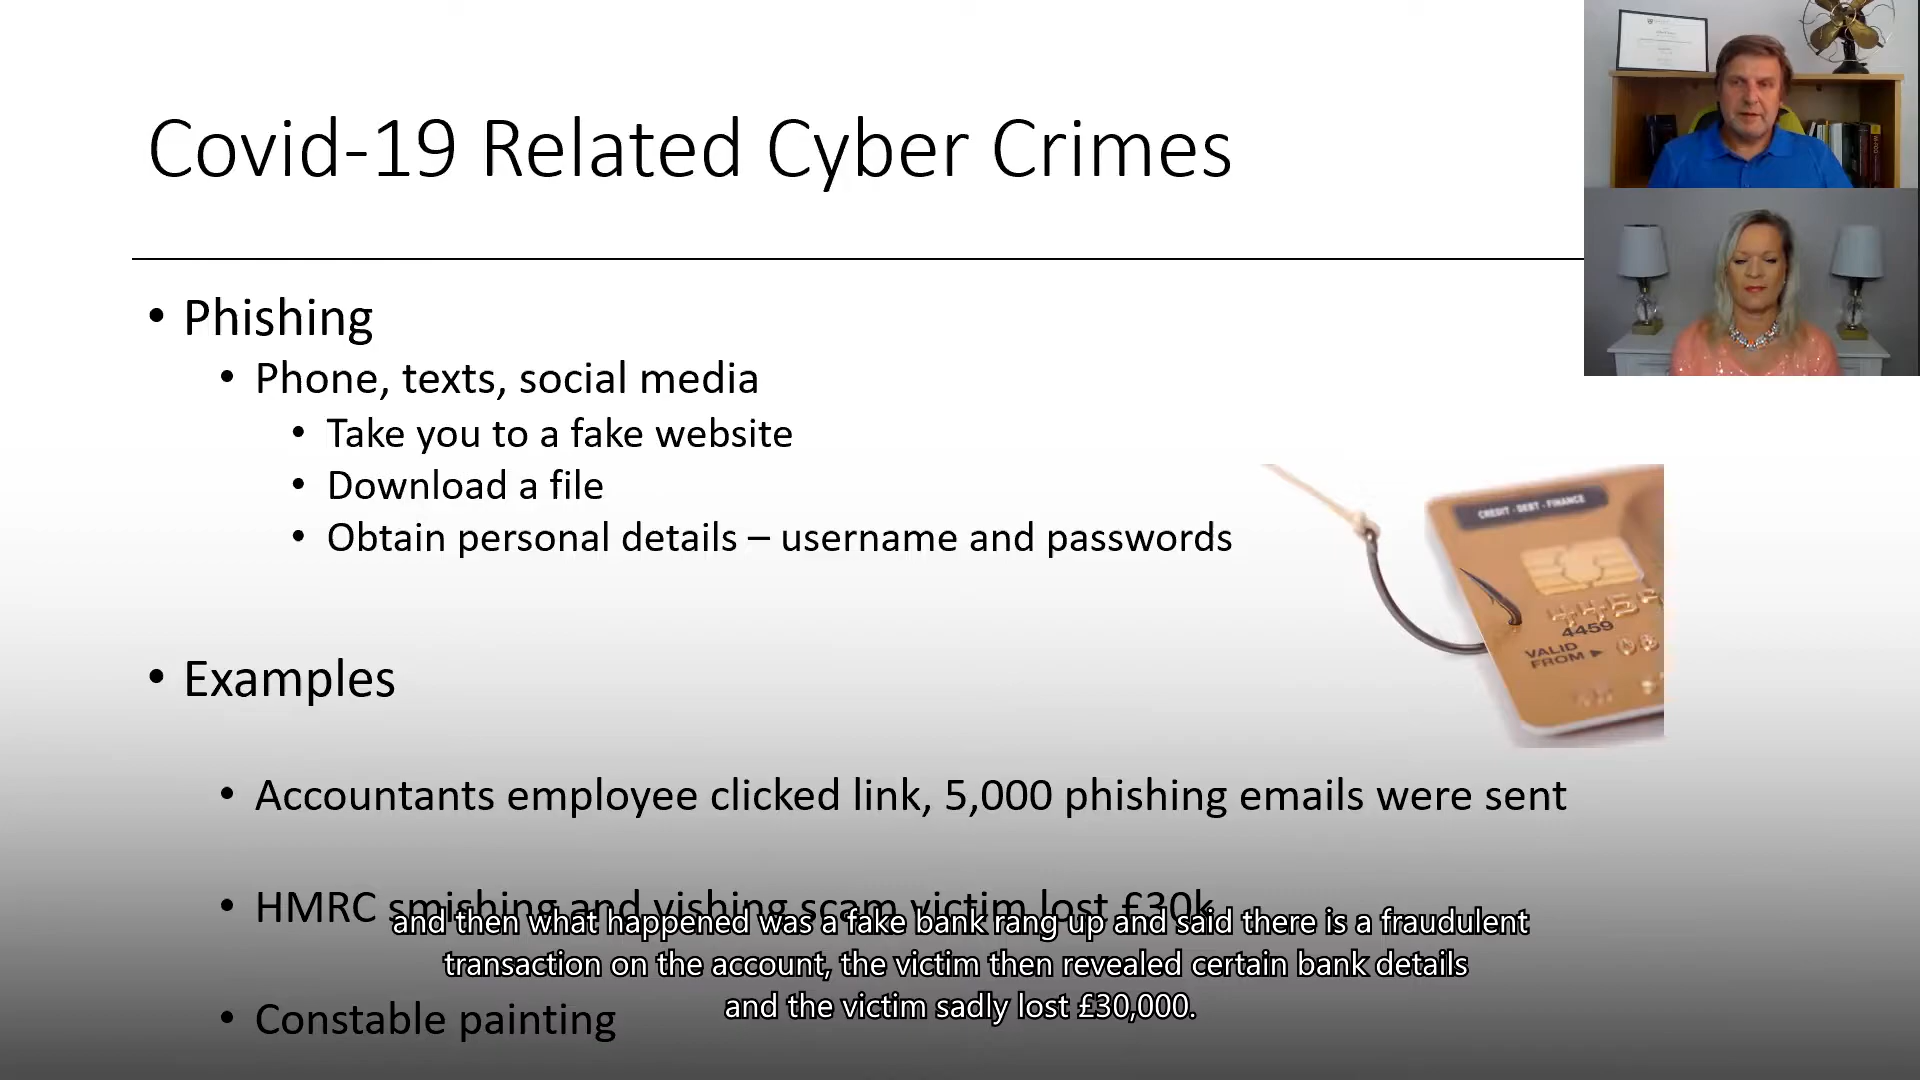 Covid-19 Related Cyber Crimes
• Phishing
• Phone, texts, social media
• Take you to a fake website
• Download a file
• Obtain personal details – username and passwords
CREDIT - DEBT - FINANCE
4459
VALID
FROM ▶
• Examples
• Accountants employee clicked link, 5,000 phishing emails were sent
• HMRC smishing and vishing scam victim lost £30k
• Constable painting
and then what happened was a fake bank rang up and said there is a fraudulent
transaction on the account, the victim then revealed certain bank details
and the victim sadly lost £30,000.